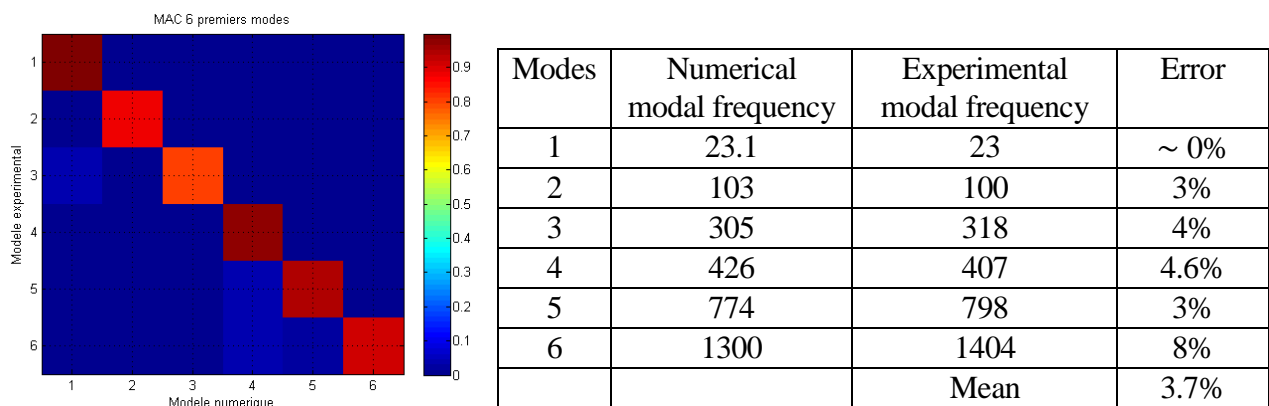 MAC 6 premiers modes
Modele experimental
1
2
3
4
5
6
1 2 3 4 5 6
Modele numerique
0.9
0.8
0.7
0.6
0.5
0.4
0.3
0.2
0.1
0
Modes Numerical modal frequency Experimental modal frequency Error
1 23.1 23 ~ 0%
2 103 100 3%
3 305 318 4%
4 426 407 4.6%
5 774 798 3%
6 1300 1404 8%
Mean 3.7%